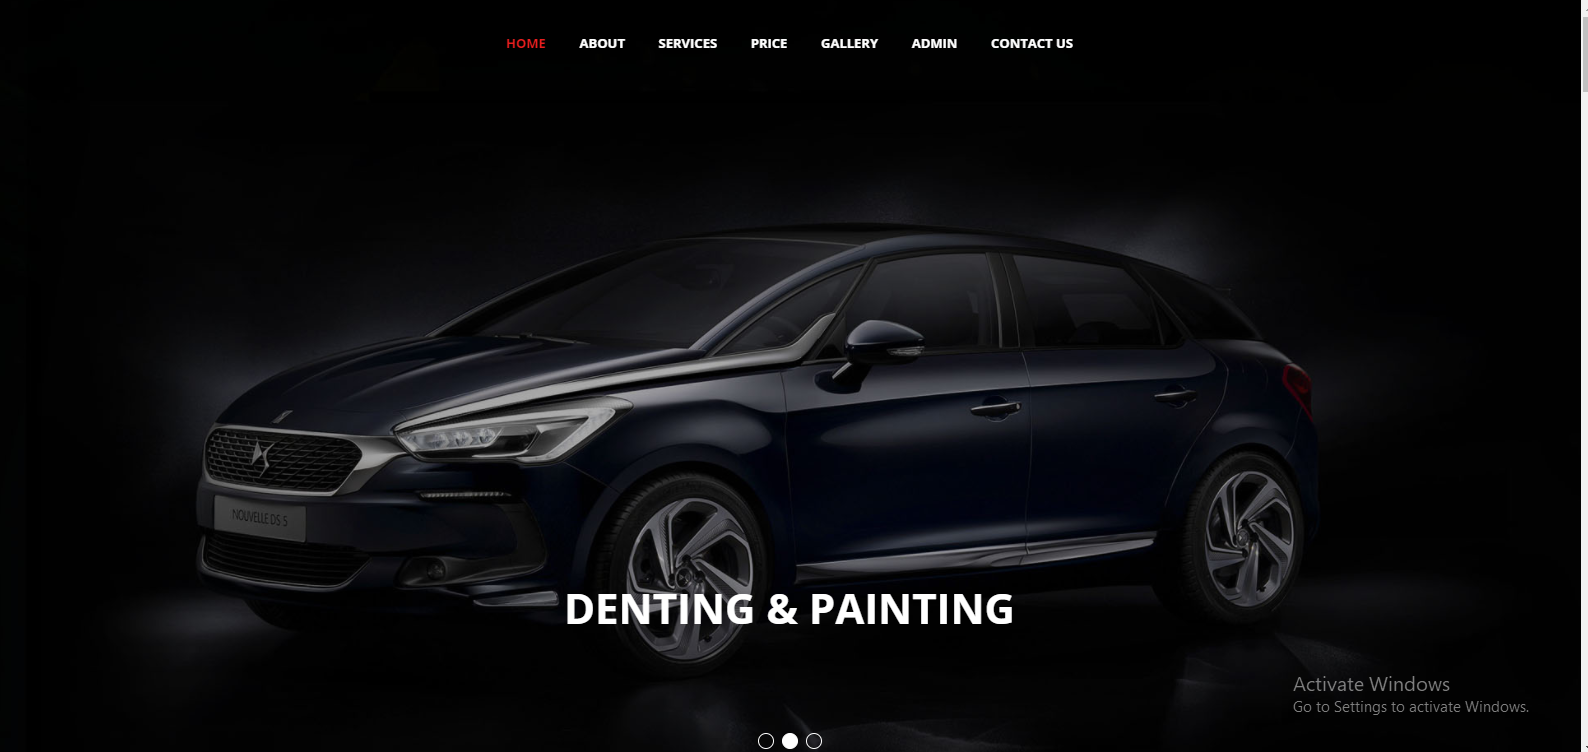 HOME ABOUT SERVICES PRICE GALLERY ADMIN CONTACT US
NOUVELLE DS 5
DENTING & PAINTING
Activate Windows
Go to Settings to activate Windows.